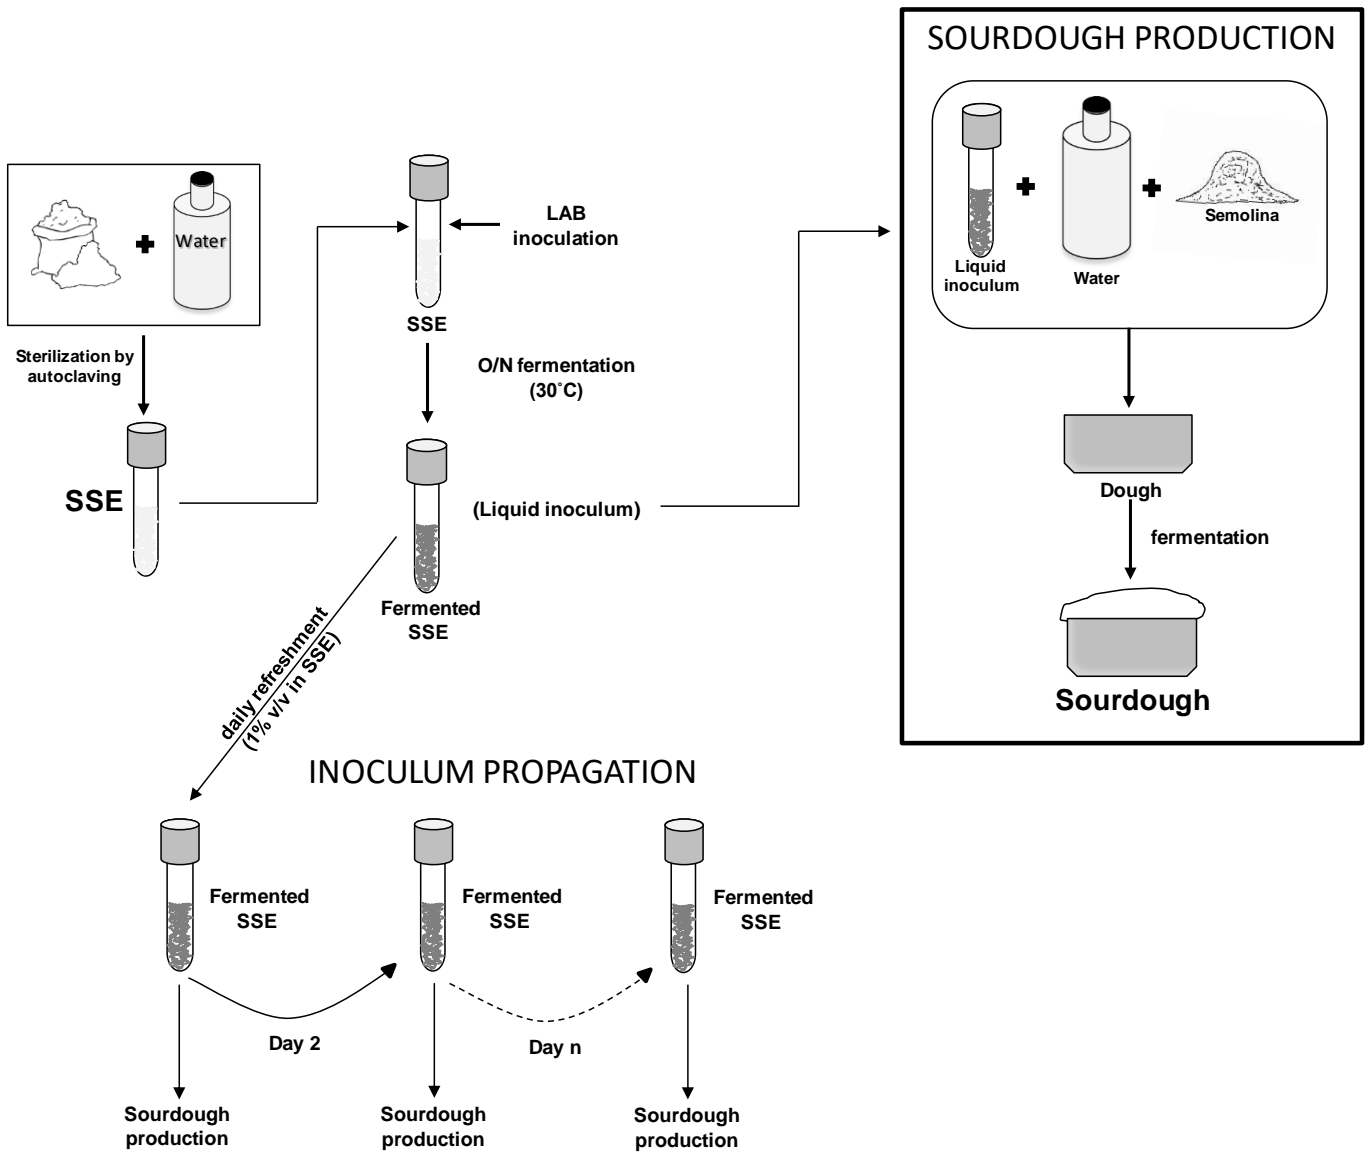 SOURDOUGH PRODUCTION
Water
Sterilization by
autoclaving
SSE
LAB
inoculation
SSE
O/N fermentation
(30˚C)
(Liquid inoculum)
Fermented
SSE
daily refreshment
(1% v/v in SSE)
Liquid
inoculum
Water
Semolina
Dough
fermentation
Sourdough
INOCULUM PROPAGATION
Fermented
SSE
Fermented
SSE
Fermented
SSE
Day 2
Day n
Sourdough
production
Sourdough
production
Sourdough
production